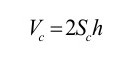 V_c = 2S_c h